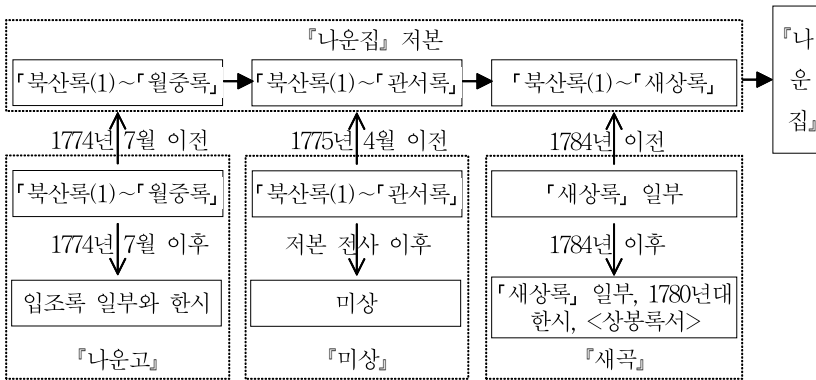 『나운집』 저본
『나
운
집』
「북산록(1)~「월중록」
「북산록(1)~「관서록」
「북산록(1)~「새상록」
1774년 7월 이전
1775년 4월 이전
1784년 이전
「북산록(1)~「월중록」
「북산록(1)~「관서록」
「새상록」 일부
1774년 7월 이후
저본 전사 이후
1784년 이후
입조록 일부와 한시
미상
「새상록」 일부, 1780년대
한시, <상봉록서>
『나운고』
『미상』
『새곡』